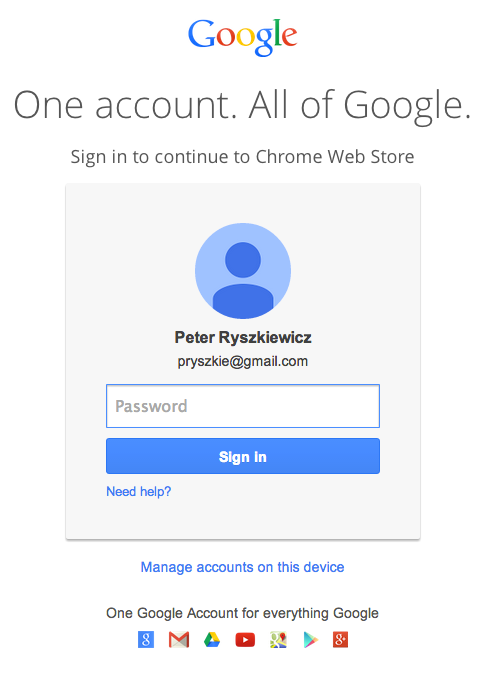 Google
One account. All of Google.
Sign in to continue to Chrome Web Store
Peter Ryszkiewicz
pryszkie@gmail.com
Password
Sign in
Need help?
Manage accounts on this device
One Google Account for everything Google